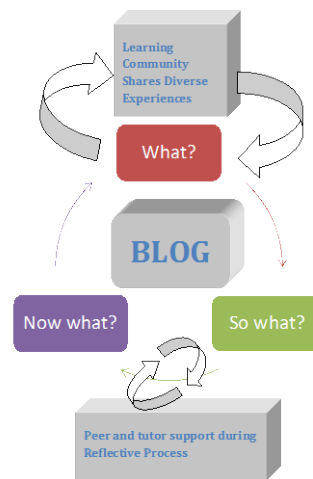 Learning
Community
Shares Diverse
Experiences
What?
BLOG
Now what?
So what?
Peer and tutor support during
Reflective Process